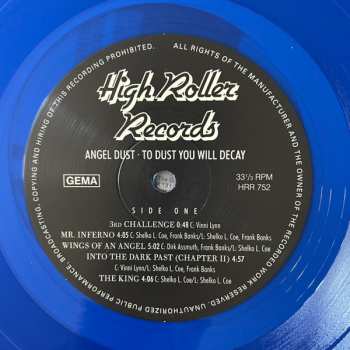 ALL RIGHTS OF THE MANUFACTURER AND THE OWNER OF THE RECORDED WORK RESERVED. UNAUTHORIZED PUBLIC PERFORMANCE, BROADCASTING, COPYING AND HIRING OF THIS RECORDING PROHIBITED.
High Roller
Records
ANGEL DUST · TO DUST YOU WILL DECAY
GEMA
33⅓ RPM
HRR 752
SIDE ONE
3RD CHALLENGE 0:48 C: Vinni Lynn
MR. INFERNO 4:05 C: Shelko L. Coe, Frank Banks/L: Shelko L. Coe, Frank Banks
WINGS OF AN ANGEL 5:02 C: Dirk Assmuth, Frank Banks/L: Frank Banks
INTO THE DARK PAST (CHAPTER II) 4:57
C: Vinni Lynn/L: Shelko L. Coe, Frank Banks
THE KING 4:06 C: Shelko L. Coe/L: Shelko L. Coe